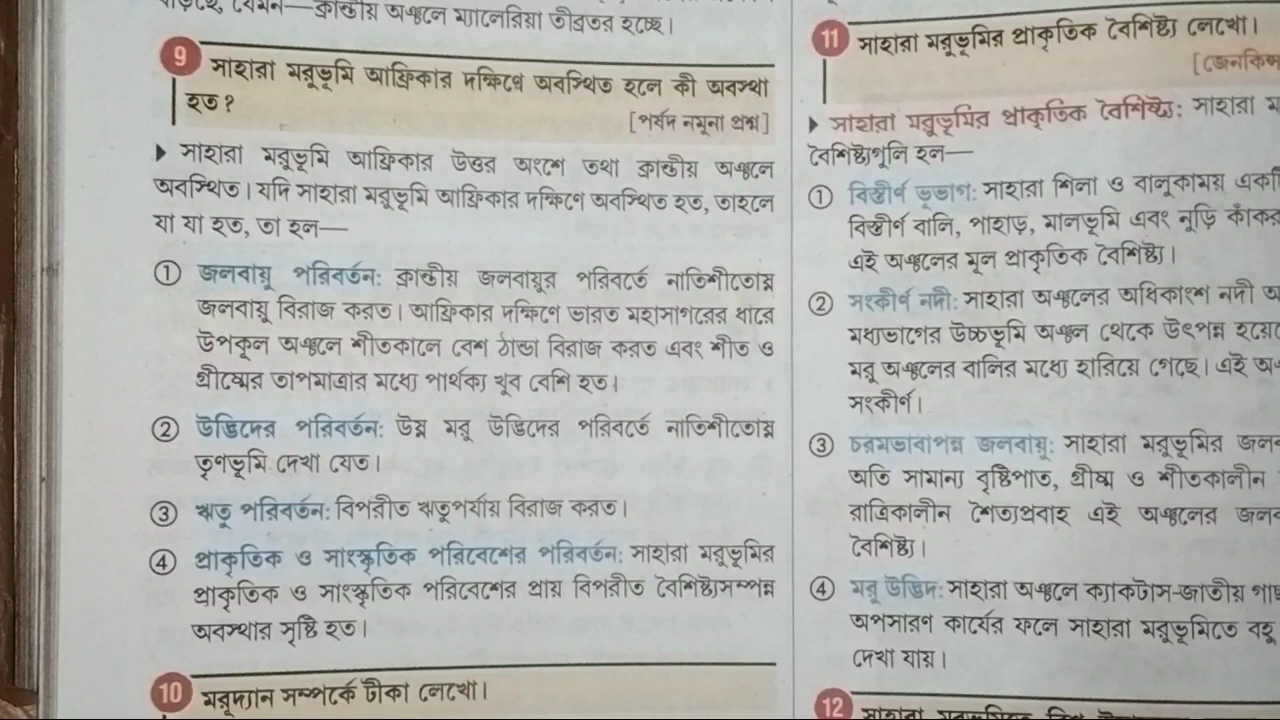 যেমন—ক্রান্তীয় অঞ্চলে ম্যালেরিয়া তীব্রতর হচ্ছে।
9 সাহারা মরুভূমি আফ্রিকার দক্ষিণে অবস্থিত হলে কী অবস্থা
হত?
[পর্ষদ নমুনা প্রশ্ন]
▶ সাহারা মরুভূমি আফ্রিকার উত্তর অংশে তথা ক্রান্তীয় অঞ্চলে
অবস্থিত। যদি সাহারা মরুভূমি আফ্রিকার দক্ষিণে অবস্থিত হত, তাহলে
যা যা হত, তা হল—
① জলবায়ু পরিবর্তন: ক্রান্তীয় জলবায়ুর পরিবর্তে নাতিশীতোয়
জলবায়ু বিরাজ করত। আফ্রিকার দক্ষিণে ভারত মহাসাগরের ধারে
উপকূল অঞ্চলে শীতকালে বেশ ঠান্ডা বিরাজ করত এবং শীত ও
গ্রীষ্মের তাপমাত্রার মধ্যে পার্থক্য খুব বেশি হত।
② উদ্ভিদের পরিবর্তন: উষ্ণ মরু উদ্ভিদের পরিবর্তে নাতিশীতোষ্ণ
তৃণভূমি দেখা যেত।
③ ঋতু পরিবর্তন: বিপরীত ঋতুপর্যায় বিরাজ করত।
④ প্রাকৃতিক ও সাংস্কৃতিক পরিবেশের পরিবর্তন: সাহারা মরুভূমির
প্রাকৃতিক ও সাংস্কৃতিক পরিবেশের প্রায় বিপরীত বৈশিষ্ট্যসম্পন্ন
অবস্থার সৃষ্টি হত।
10 মরূদ্যান সম্পর্কে টীকা লেখো।
11 সাহারা মরুভূমির প্রাকৃতিক বৈশিষ্ট্য লেখো।
▶ সাহারা মরুভূমির প্রাকৃতিক বৈশিষ্ট্য: সাহারা
বৈশিষ্ট্যগুলি হল—
① বিস্তীর্ণ ভূভাগ: সাহারা শিলা ও বালুকাময়
বিস্তীর্ণ বালি, পাহাড়, মালভূমি এবং নুড়ি কাঁকর
এই অঞ্চলের মূল প্রাকৃতিক বৈশিষ্ট্য।
② সংকীর্ণ নদী: সাহারা অঞ্চলের অধিকাংশ নদী
মধ্যভাগের উচ্চভূমি অঞ্চল থেকে উৎপন্ন হয়ে
মরু অঞ্চলের বালির মধ্যে হারিয়ে গেছে। এই
সংকীর্ণ।
③ চরমভাবাপন্ন জলবায়ু: সাহারা মরুভূমির
অতি সামান্য বৃষ্টিপাত, গ্রীষ্ম ও শীতকালীন
রাত্রিকালীন শৈত্যপ্রবাহ এই অঞ্চলের
বৈশিষ্ট্য।
④ মরু উদ্ভিদ: সাহারা অঞ্চলে ক্যাকটাস-জাতীয়
অপসারণ কার্যের ফলে সাহারা মরুভূমিতে বহু
দেখা যায়।
12 সাহারা